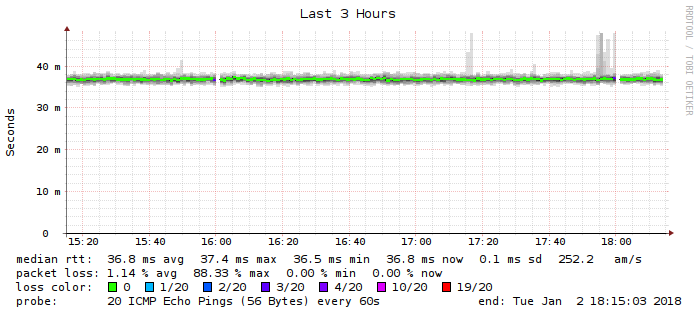 Last 3 Hours
RRDTOOL / TOBI OETIKER
Seconds
40 m
30 m
20 m
10 m
0
15:20 15:40 16:00 16:20 16:40 17:00 17:20 17:40 18:00
median rtt: 36.8 ms avg 37.4 ms max 36.5 ms min 36.8 ms now 0.1 ms sd 252.2 am/s
packet loss: 1.14 % avg 88.33 % max 0.00 % min 0.00 % now
loss color: 0 1/20 2/20 3/20 4/20 10/20 19/20
probe: 20 ICMP Echo Pings (56 Bytes) every 60s end: Tue Jan 2 18:15:03 2018